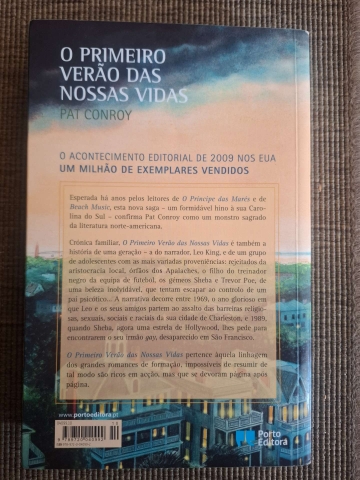 O PRIMEIRO
VERÃO DAS
NOSSAS VIDAS
PAT CONROY
O ACONTECIMENTO EDITORIAL DE 2009 NOS EUA
UM MILHÃO DE EXEMPLARES VENDIDOS
Esperada há anos pelos leitores de O Príncipe das Marés e de
Beach Music, esta nova saga – um formidável hino à sua Caro-
lina do Sul – confirma Pat Conroy como um monstro sagrado
da literatura norte-americana.
Crónica familiar, O Primeiro Verão das Nossas Vidas é também a
história de uma geração – a do narrador, Leo King, e de um grupo
de adolescentes com as mais variadas proveniências: rejeitados da
aristocracia local, órfãos dos Apalaches, o filho do treinador
negro da equipa de futebol, os gémeos Sheba e Trevor Poe, de
uma beleza inolvidável, que tentam escapar ao controlo de um
pai psicótico... A narrativa decorre entre 1969, o ano glorioso em
que Leo e os seus amigos partem ao assalto das barreiras religio-
sas, sexuais, sociais e raciais da sua cidade de Charleston, e 1989,
quando Sheba, agora uma estrela de Hollywood, lhes pede para
encontrarem o seu irmão gay, desaparecido em São Francisco.
O Primeiro Verão das Nossas Vidas pertence àquela linhagem
dos grandes romances de formação, impossíveis de resumir de
tal modo são ricos em acção, mas que se devoram página após
página.
www.portoeditora.pt
Porto
Editora